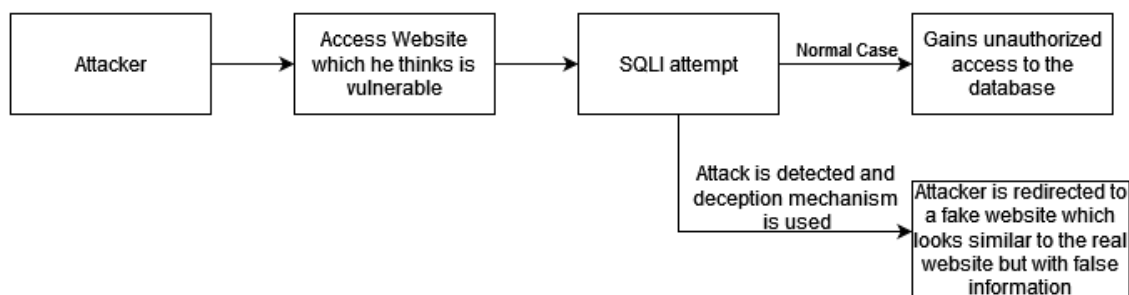 Attacker
Access Website
which he thinks is
vulnerable
SQLI attempt
Normal Case
Gains unauthorized
access to the
database
Attack is detected and
deception mechanism
is used
Attacker is redirected to
a fake website which
looks similar to the real
website but with false
information